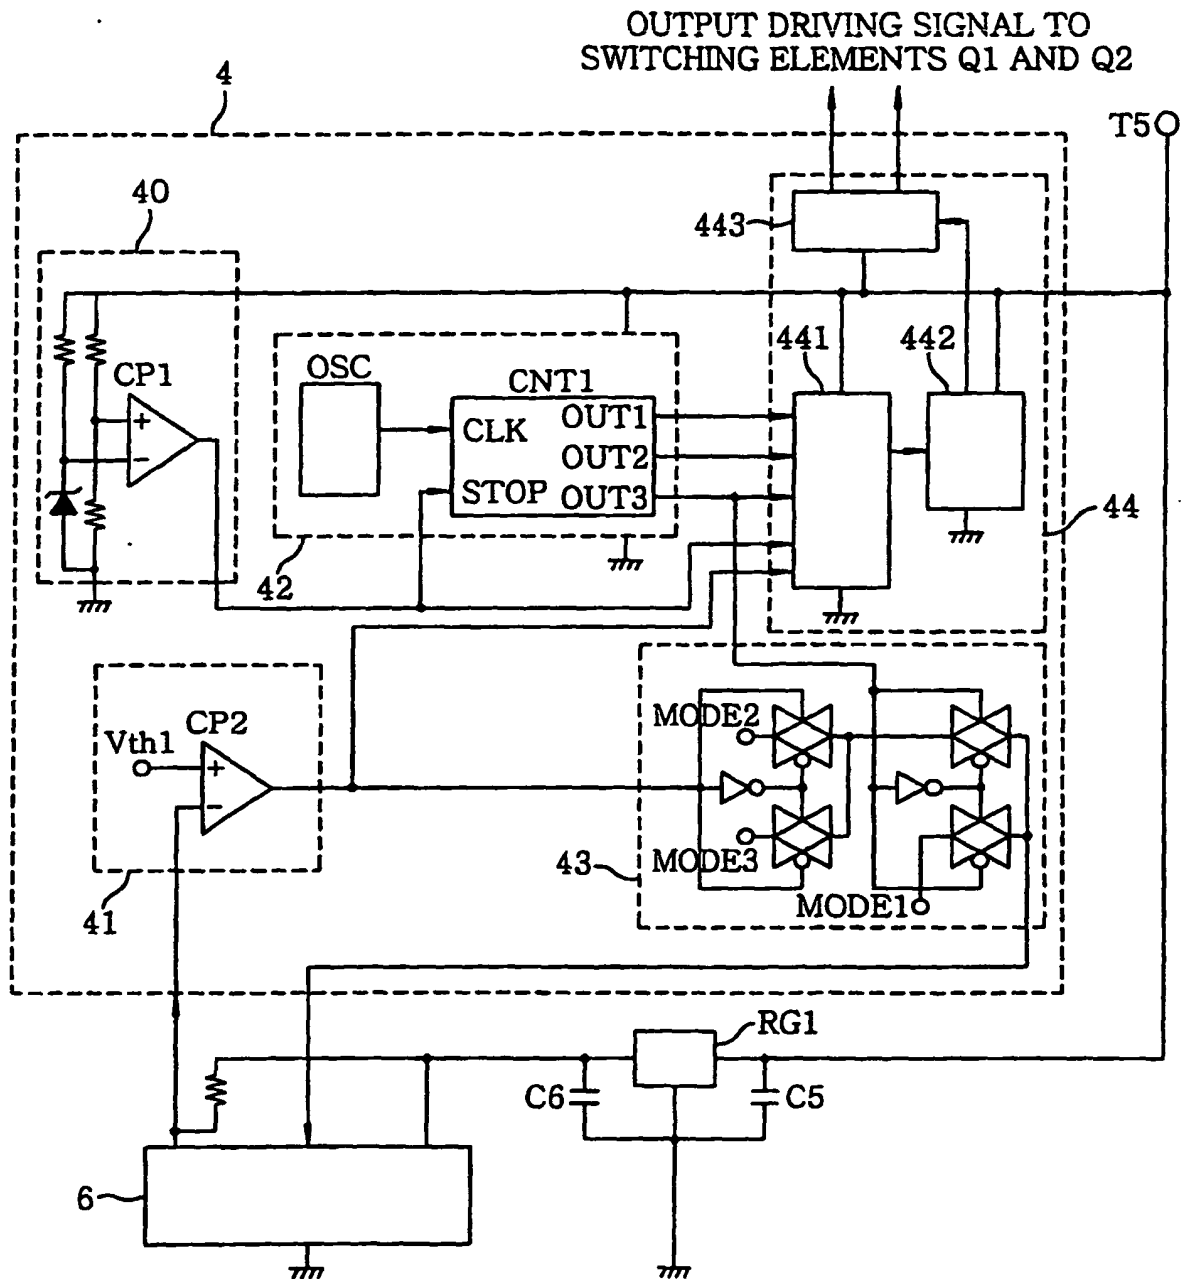 OUTPUT DRIVING SIGNAL TO
SWITCHING ELEMENTS Q1 AND Q2
4
T5
40
443
441
442
CP1
+
−
OSC
CNT1
CLK
STOP
OUT1
OUT2
OUT3
42
44
CP2
Vth1
+
−
41
MODE2
MODE3
MODE1
43
RG1
C6
C5
6